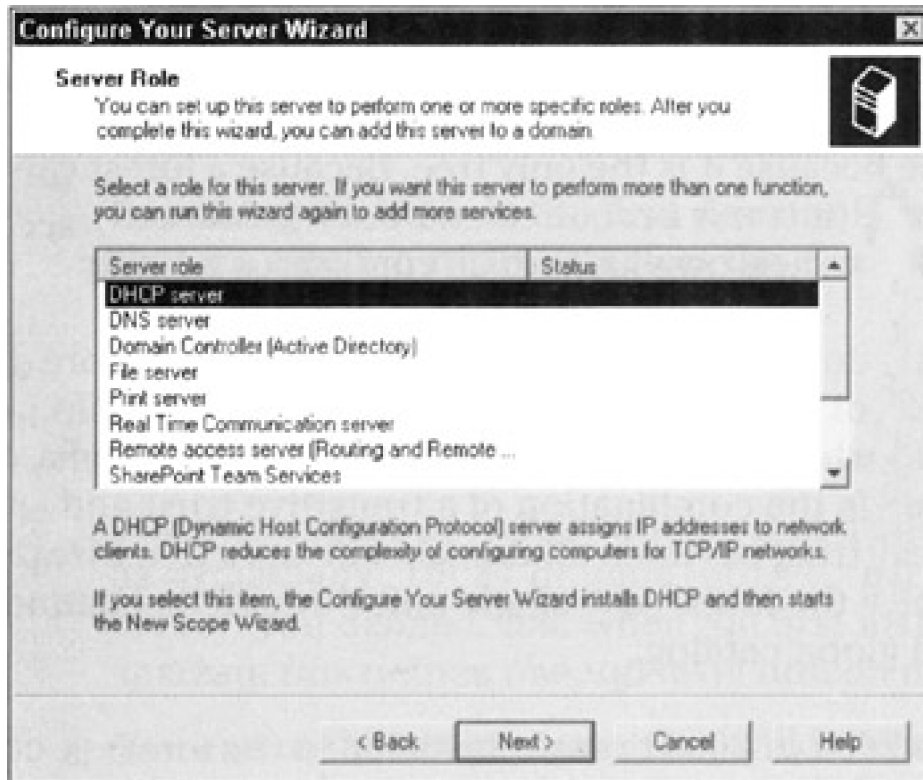 Configure Your Server Wizard
Server Role
You can set up this server to perform one or more specific roles. After you
complete this wizard, you can add this server to a domain.
Select a role for this server. If you want this server to perform more than one function,
you can run this wizard again to add more services.
Server role Status
DHCP server
DNS server
Domain Controller (Active Directory)
File server
Print server
Real Time Communication server
Remote access server (Routing and Remote ...
SharePoint Team Services
A DHCP (Dynamic Host Configuration Protocol) server assigns IP addresses to network
clients. DHCP reduces the complexity of configuring computers for TCP/IP networks.
If you select this item, the Configure Your Server Wizard installs DHCP and then starts
the New Scope Wizard.
< Back Next > Cancel Help